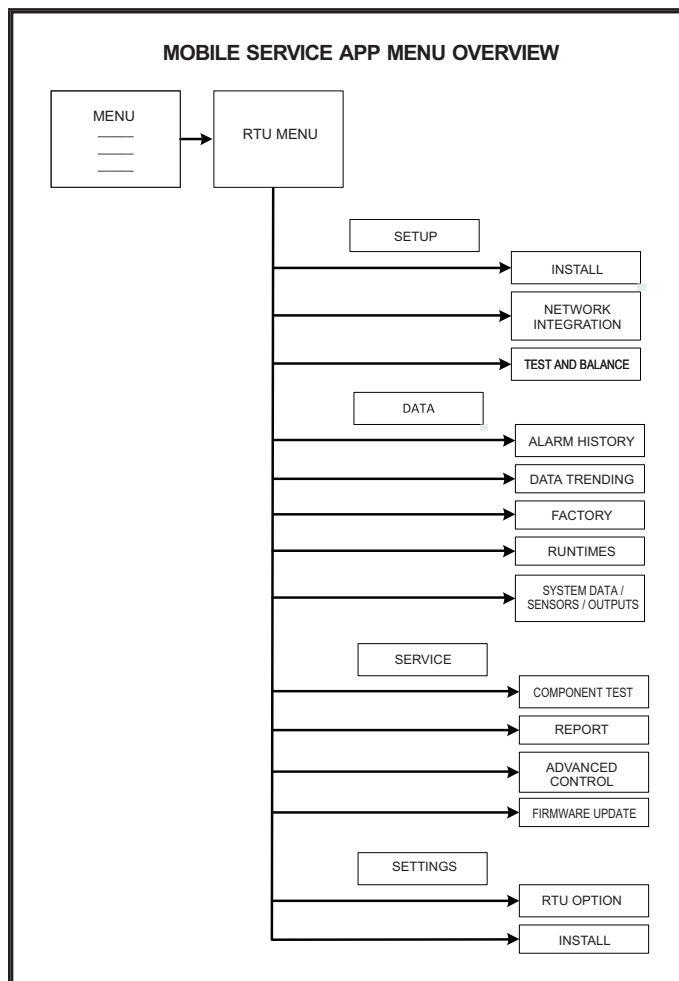 MOBILE SERVICE APP MENU OVERVIEW
MENU
RTU MENU
SETUP
INSTALL
NETWORK
INTEGRATION
TEST AND BALANCE
DATA
ALARM HISTORY
DATA TRENDING
FACTORY
RUNTIMES
SYSTEM DATA /
SENSORS / OUTPUTS
SERVICE
COMPONENT TEST
REPORT
ADVANCED
CONTROL
FIRMWARE UPDATE
SETTINGS
RTU OPTION
INSTALL